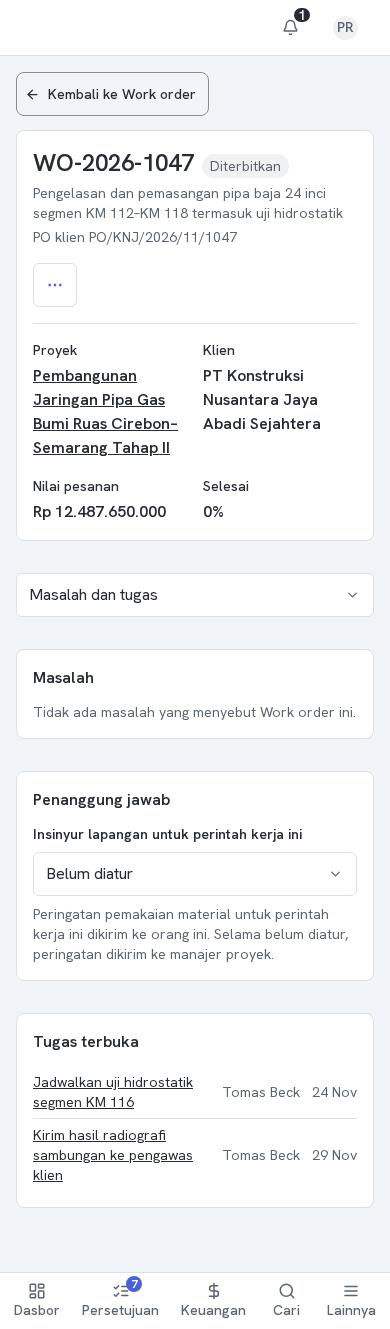 1
PR
Kembali ke Work order
WO-2026-1047 Diterbitkan
Pengelasan dan pemasangan pipa baja 24 inci
segmen KM 112–KM 118 termasuk uji hidrostatik
PO klien PO/KNJ/2026/11/1047
Proyek
Pembangunan
Jaringan Pipa Gas
Bumi Ruas Cirebon–
Semarang Tahap II
Klien
PT Konstruksi
Nusantara Jaya
Abadi Sejahtera
Nilai pesanan
Rp 12.487.650.000
Selesai
0%
Masalah dan tugas
Masalah
Tidak ada masalah yang menyebut Work order ini.
Penanggung jawab
Insinyur lapangan untuk perintah kerja ini
Belum diatur
Peringatan pemakaian material untuk perintah
kerja ini dikirim ke orang ini. Selama belum diatur,
peringatan dikirim ke manajer proyek.
Tugas terbuka
Jadwalkan uji hidrostatik
segmen KM 116
Tomas Beck 24 Nov
Kirim hasil radiografi
sambungan ke pengawas
klien
Tomas Beck 29 Nov
7
Dasbor Persetujuan Keuangan Cari Lainnya